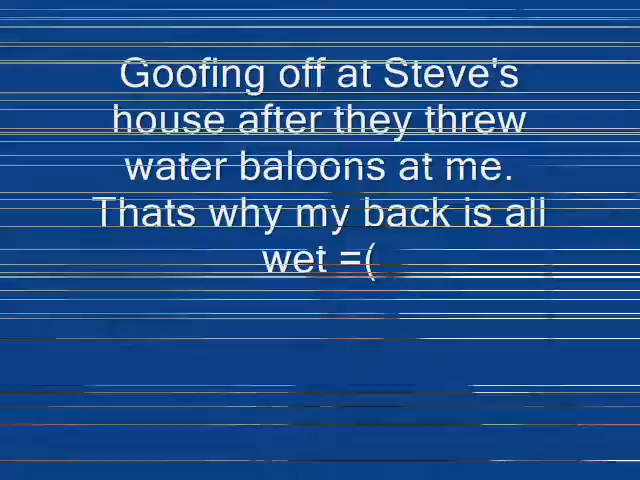 Goofing off at Steve's
house after they threw
water baloons at me.
Thats why my back is all
wet =(